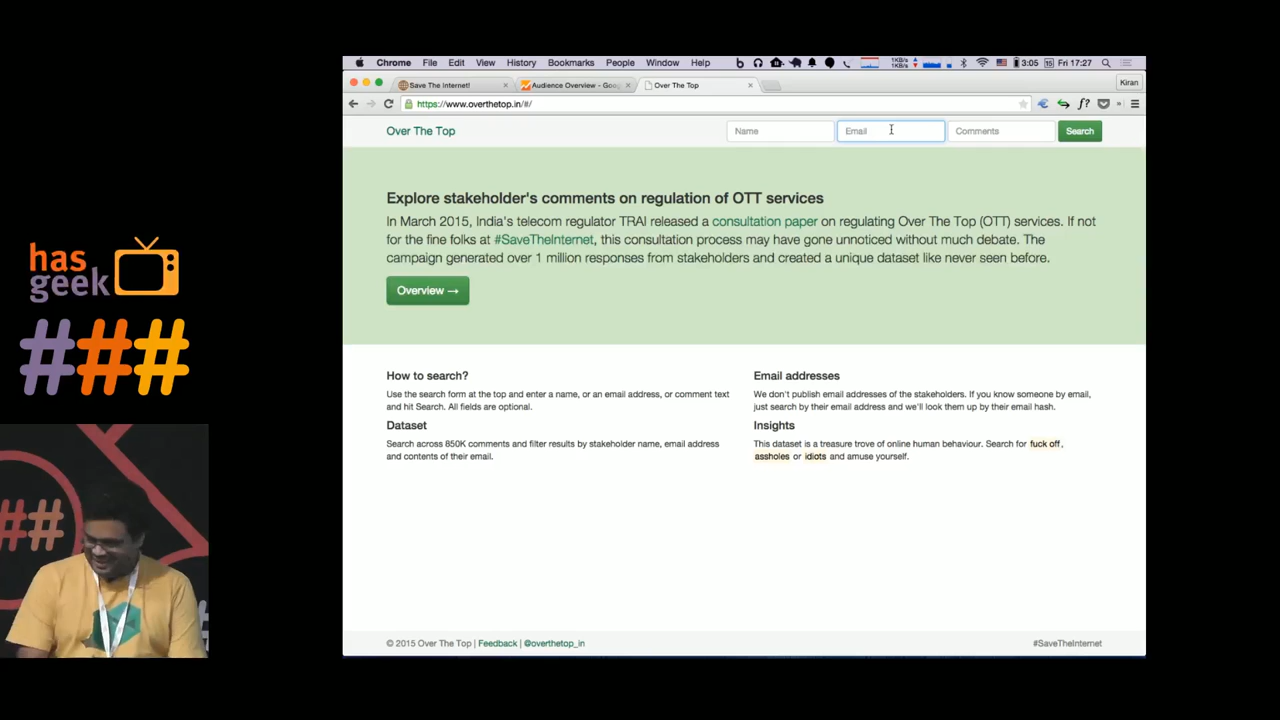 Chrome File Edit View History Bookmarks People Window Help 1KB/s 1KB/s 3:05 Fri 17:27
Save The Internet! Audience Overview - Goo Over The Top Kiran
https://www.overthetop.in/#/
Over The Top Name Email Comments Search
Explore stakeholder's comments on regulation of OTT services
In March 2015, India's telecom regulator TRAI released a consultation paper on regulating Over The Top (OTT) services. If not
for the fine folks at #SaveTheInternet, this consultation process may have gone unnoticed without much debate. The
campaign generated over 1 million responses from stakeholders and created a unique dataset like never seen before.
Overview →
has
geek
###
How to search?
Use the search form at the top and enter a name, or an email address, or comment text
and hit Search. All fields are optional.
Dataset
Search across 850K comments and filter results by stakeholder name, email address
and contents of their email.
Email addresses
We don't publish email addresses of the stakeholders. If you know someone by email,
just search by their email address and we'll look them up by their email hash.
Insights
This dataset is a treasure trove of online human behaviour. Search for fuck off,
assholes or idiots and amuse yourself.
##
© 2015 Over The Top | Feedback | @overthetop_in #SaveTheInternet